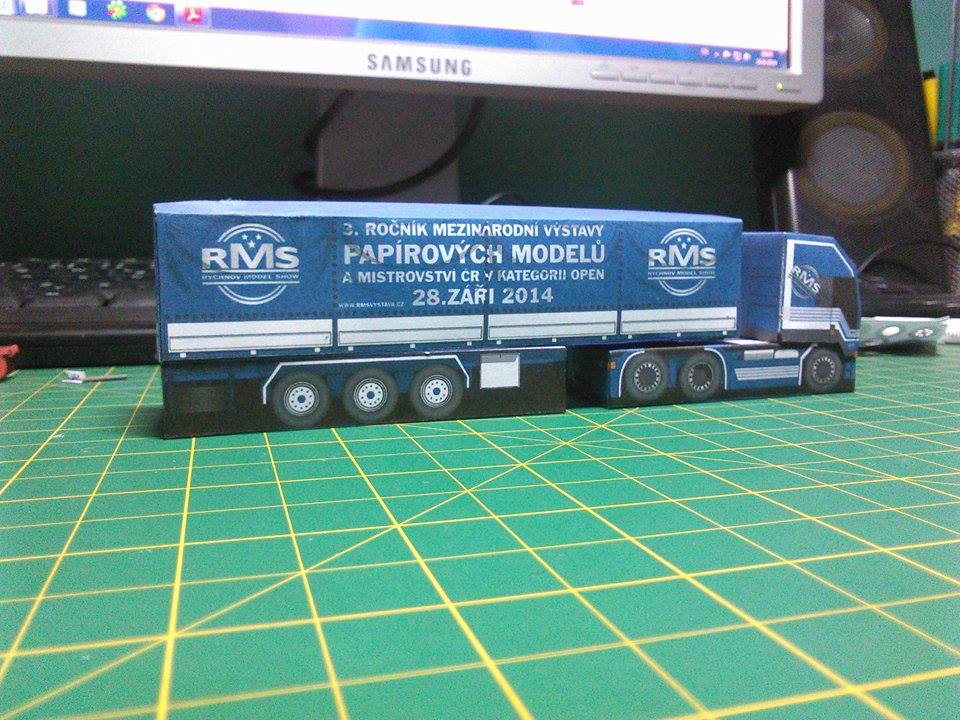 SAMSUNG
RMS
RYCHNOV MODEL SHOW
3. ROČNÍK MEZINÁRODNÍ VÝSTAVY
PAPÍROVÝCH MODELŮ
A MISTROVSTVÍ ČR V KATEGORII OPEN
28.ZÁŘÍ 2014
WWW.RMSVYSTAVA.CZ
RMS
RYCHNOV MODEL SHOW
RMS